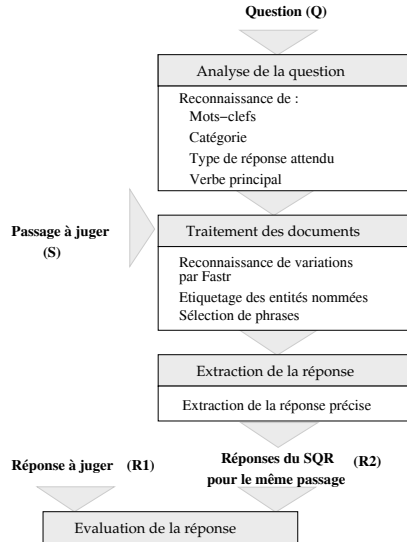 Question (Q)
Analyse de la question
Reconnaissance de :
Mots−clefs
Catégorie
Type de réponse attendu
Verbe principal
Passage à juger
(S)
Traitement des documents
Reconnaissance de variations
par Fastr
Etiquetage des entités nommées
Sélection de phrases
Extraction de la réponse
Extraction de la réponse précise
Réponse à juger (R1)
Réponses du SQR (R2)
pour le même passage
Evaluation de la réponse